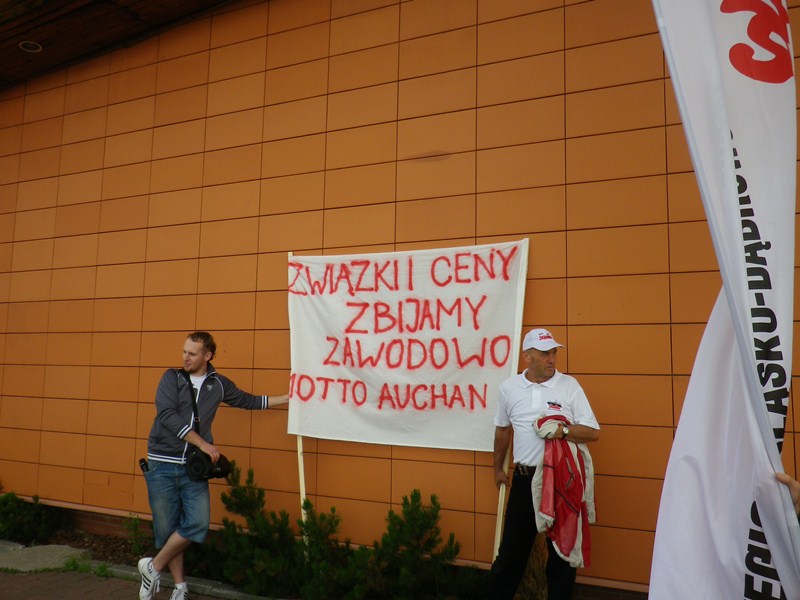 ZWIĄZKI I CENY
ZBIJAMY
ZAWODOWO
MOTTO AUCHAN